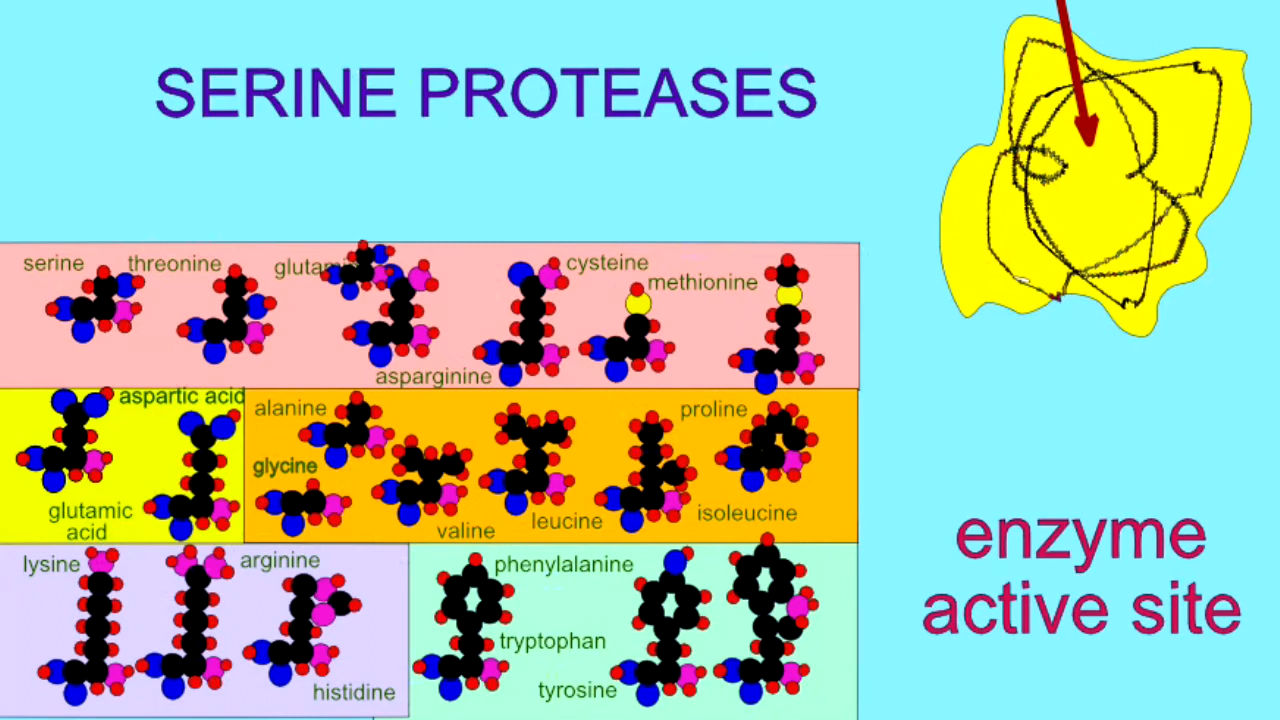 SERINE PROTEASES
serine
threonine
cysteine
methionine
asparginine
aspartic acid
alanine
proline
glycine
glutamic
acid
valine
leucine
isoleucine
enzyme
active site
lysine
arginine
phenylalanine
tryptophan
tyrosine
histidine